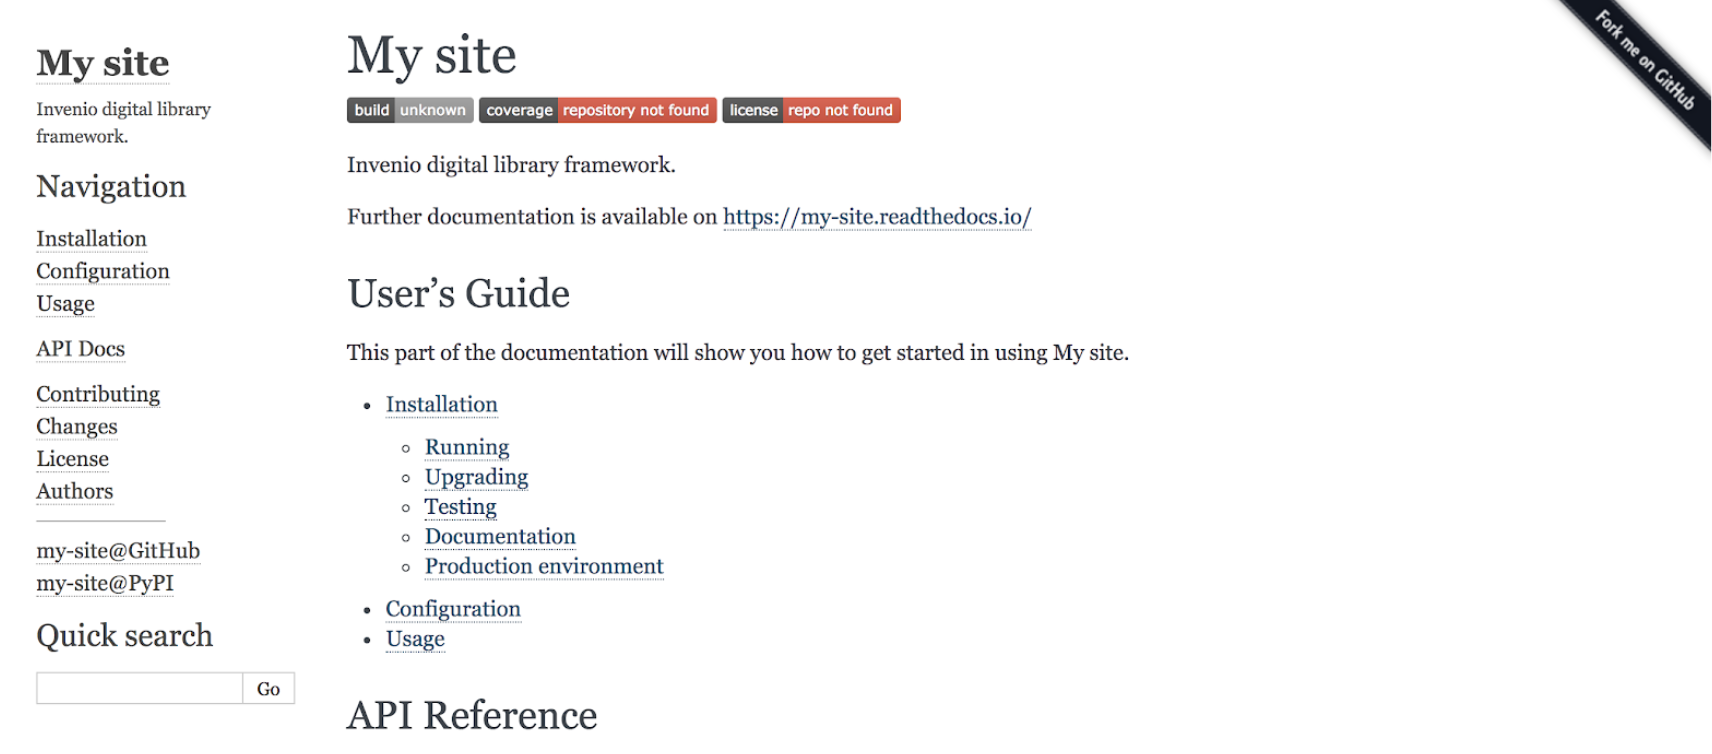 My site
Invenio digital library
framework.
Navigation
Installation
Configuration
Usage
API Docs
Contributing
Changes
License
Authors
my-site@GitHub
my-site@PyPI
Quick search
Go
My site
build unknown coverage repository not found license repo not found
Invenio digital library framework.
Further documentation is available on https://my-site.readthedocs.io/
User’s Guide
This part of the documentation will show you how to get started in using My site.
Installation
Running
Upgrading
Testing
Documentation
Production environment
Configuration
Usage
API Reference
Fork me on GitHub